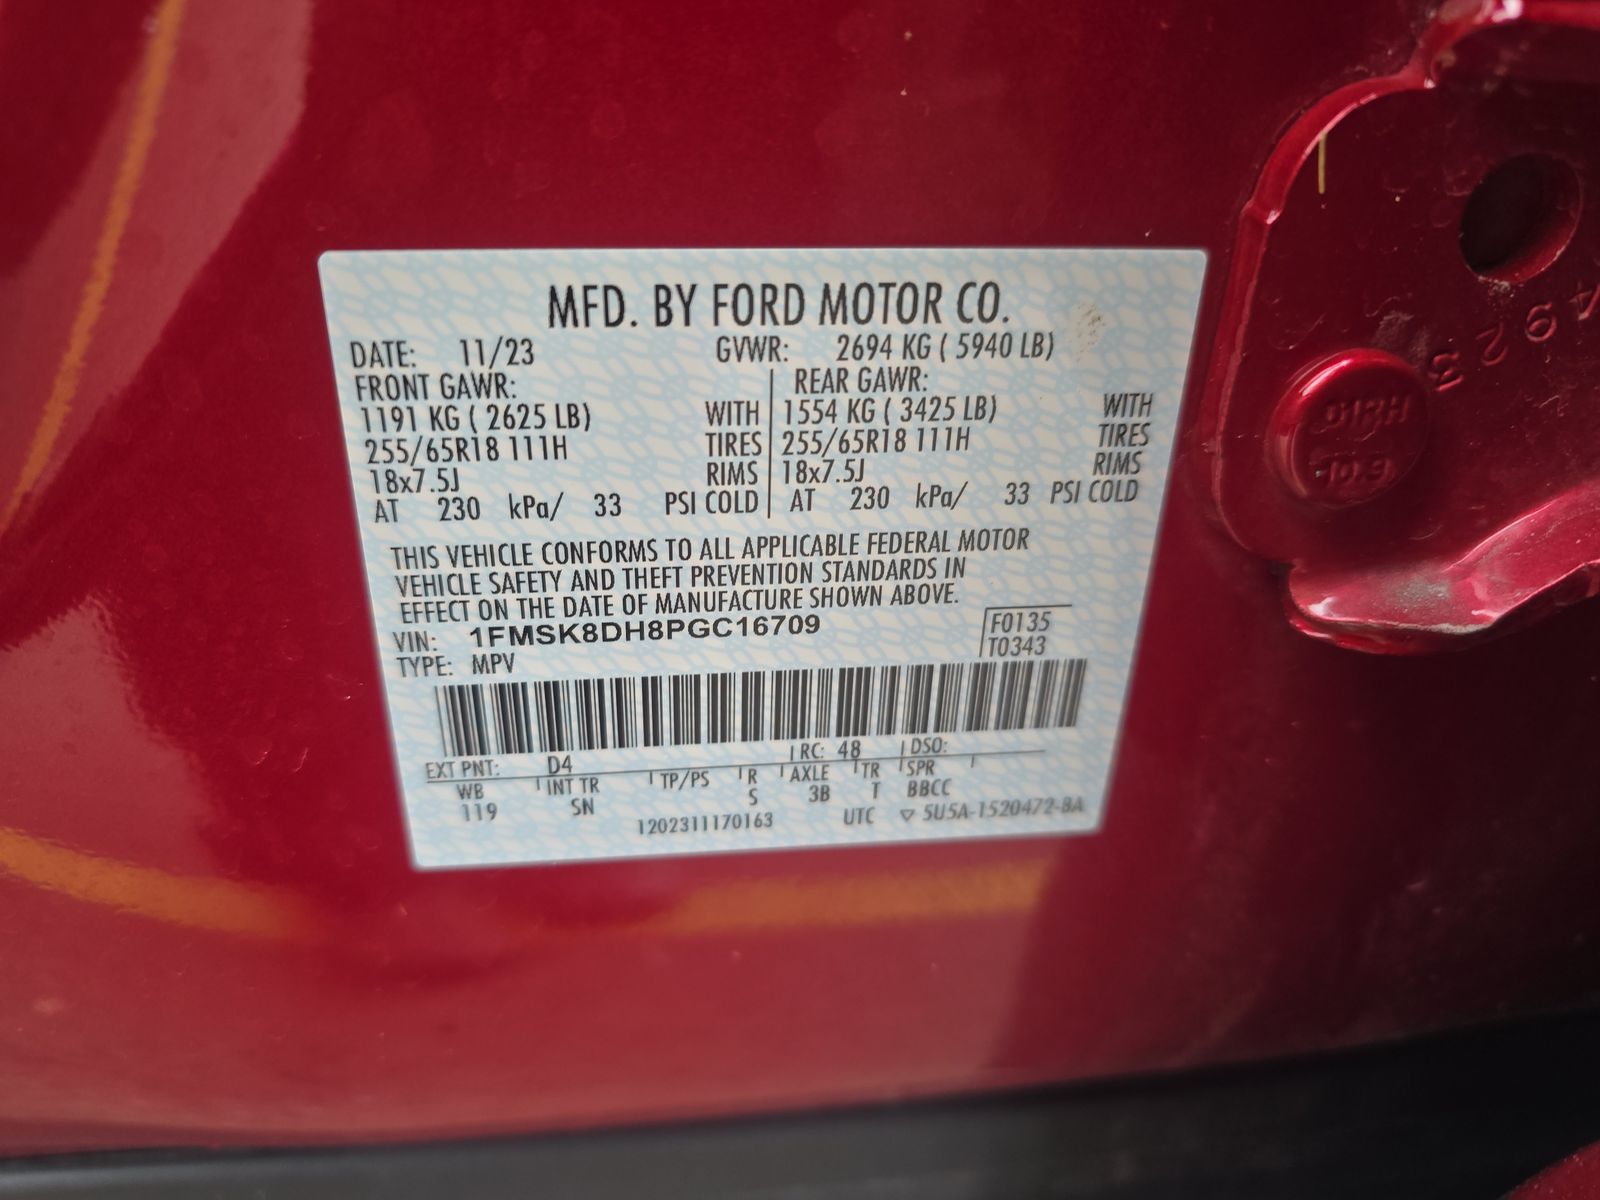 MFD. BY FORD MOTOR CO.
DATE: 11/23 GVWR: 2694 KG ( 5940 LB)
FRONT GAWR: REAR GAWR:
1191 KG ( 2625 LB) WITH 1554 KG ( 3425 LB) WITH
255/65R18 111H TIRES 255/65R18 111H TIRES
18x7.5J RIMS 18x7.5J RIMS
AT 230 kPa/ 33 PSI COLD AT 230 kPa/ 33 PSI COLD
THIS VEHICLE CONFORMS TO ALL APPLICABLE FEDERAL MOTOR
VEHICLE SAFETY AND THEFT PREVENTION STANDARDS IN
EFFECT ON THE DATE OF MANUFACTURE SHOWN ABOVE.
VIN: 1FMSK8DH8PGC16709 F0135
TYPE: MPV T0343
RC: 48 DSO:
EXT PNT: D4
WB INT TR TP/PS R AXLE TR SPR
119 SN S 3B T BBCC
1202311170163 UTC ▽ 5U5A-1520472-BA
4925